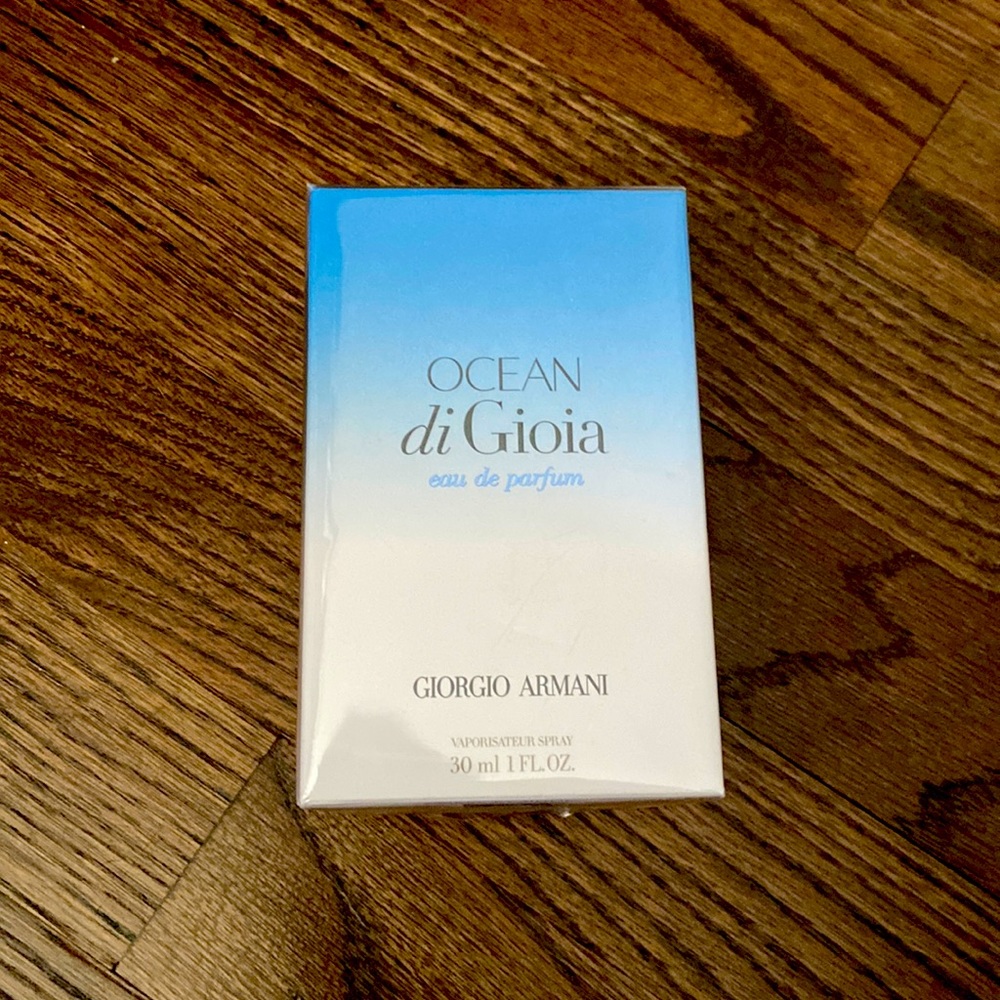 OCEAN
di Gioia
eau de parfum
GIORGIO ARMANI
VAPORISATEUR SPRAY
30 ml 1 FL.OZ.